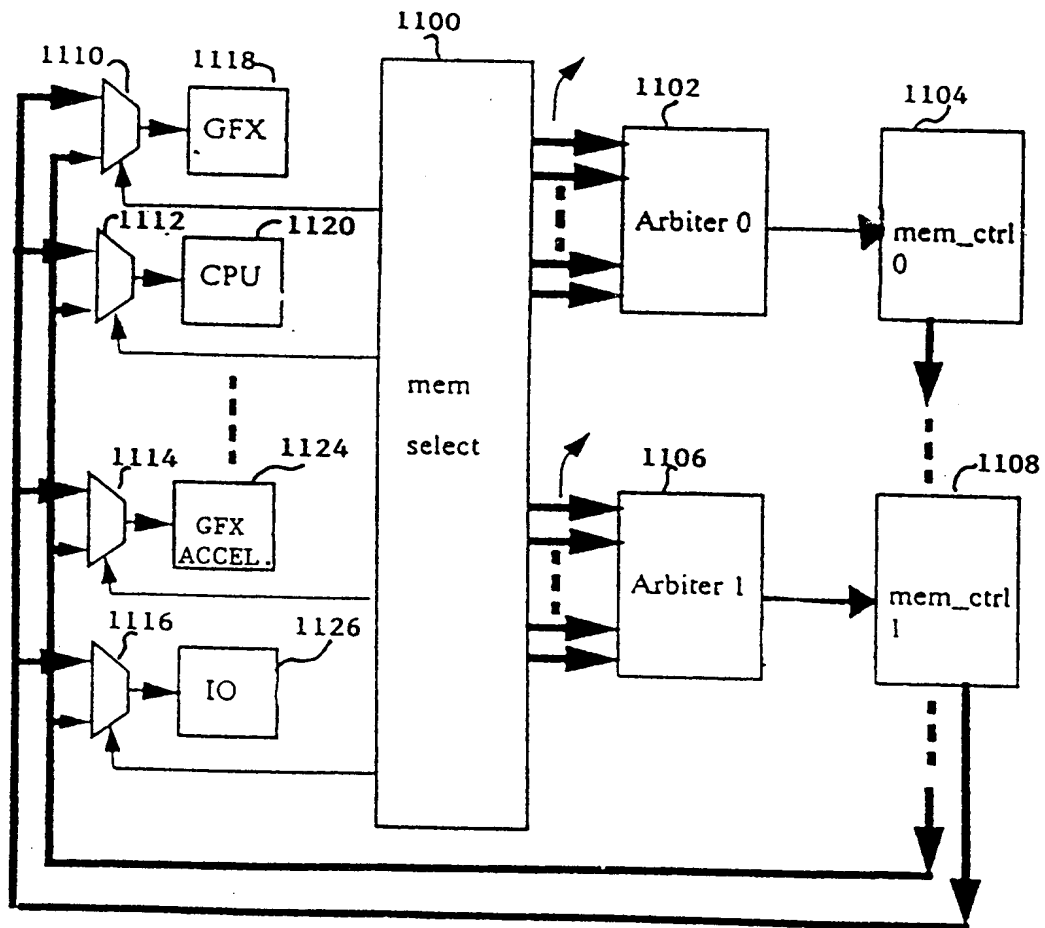 1100
1110
1118
GFX
1102
1104
1112
1120
CPU
Arbiter 0
mem_ctrl
0
mem
select
1114
1124
GFX
ACCEL.
1106
1108
Arbiter 1
mem_ctrl
1
1116
1126
IO